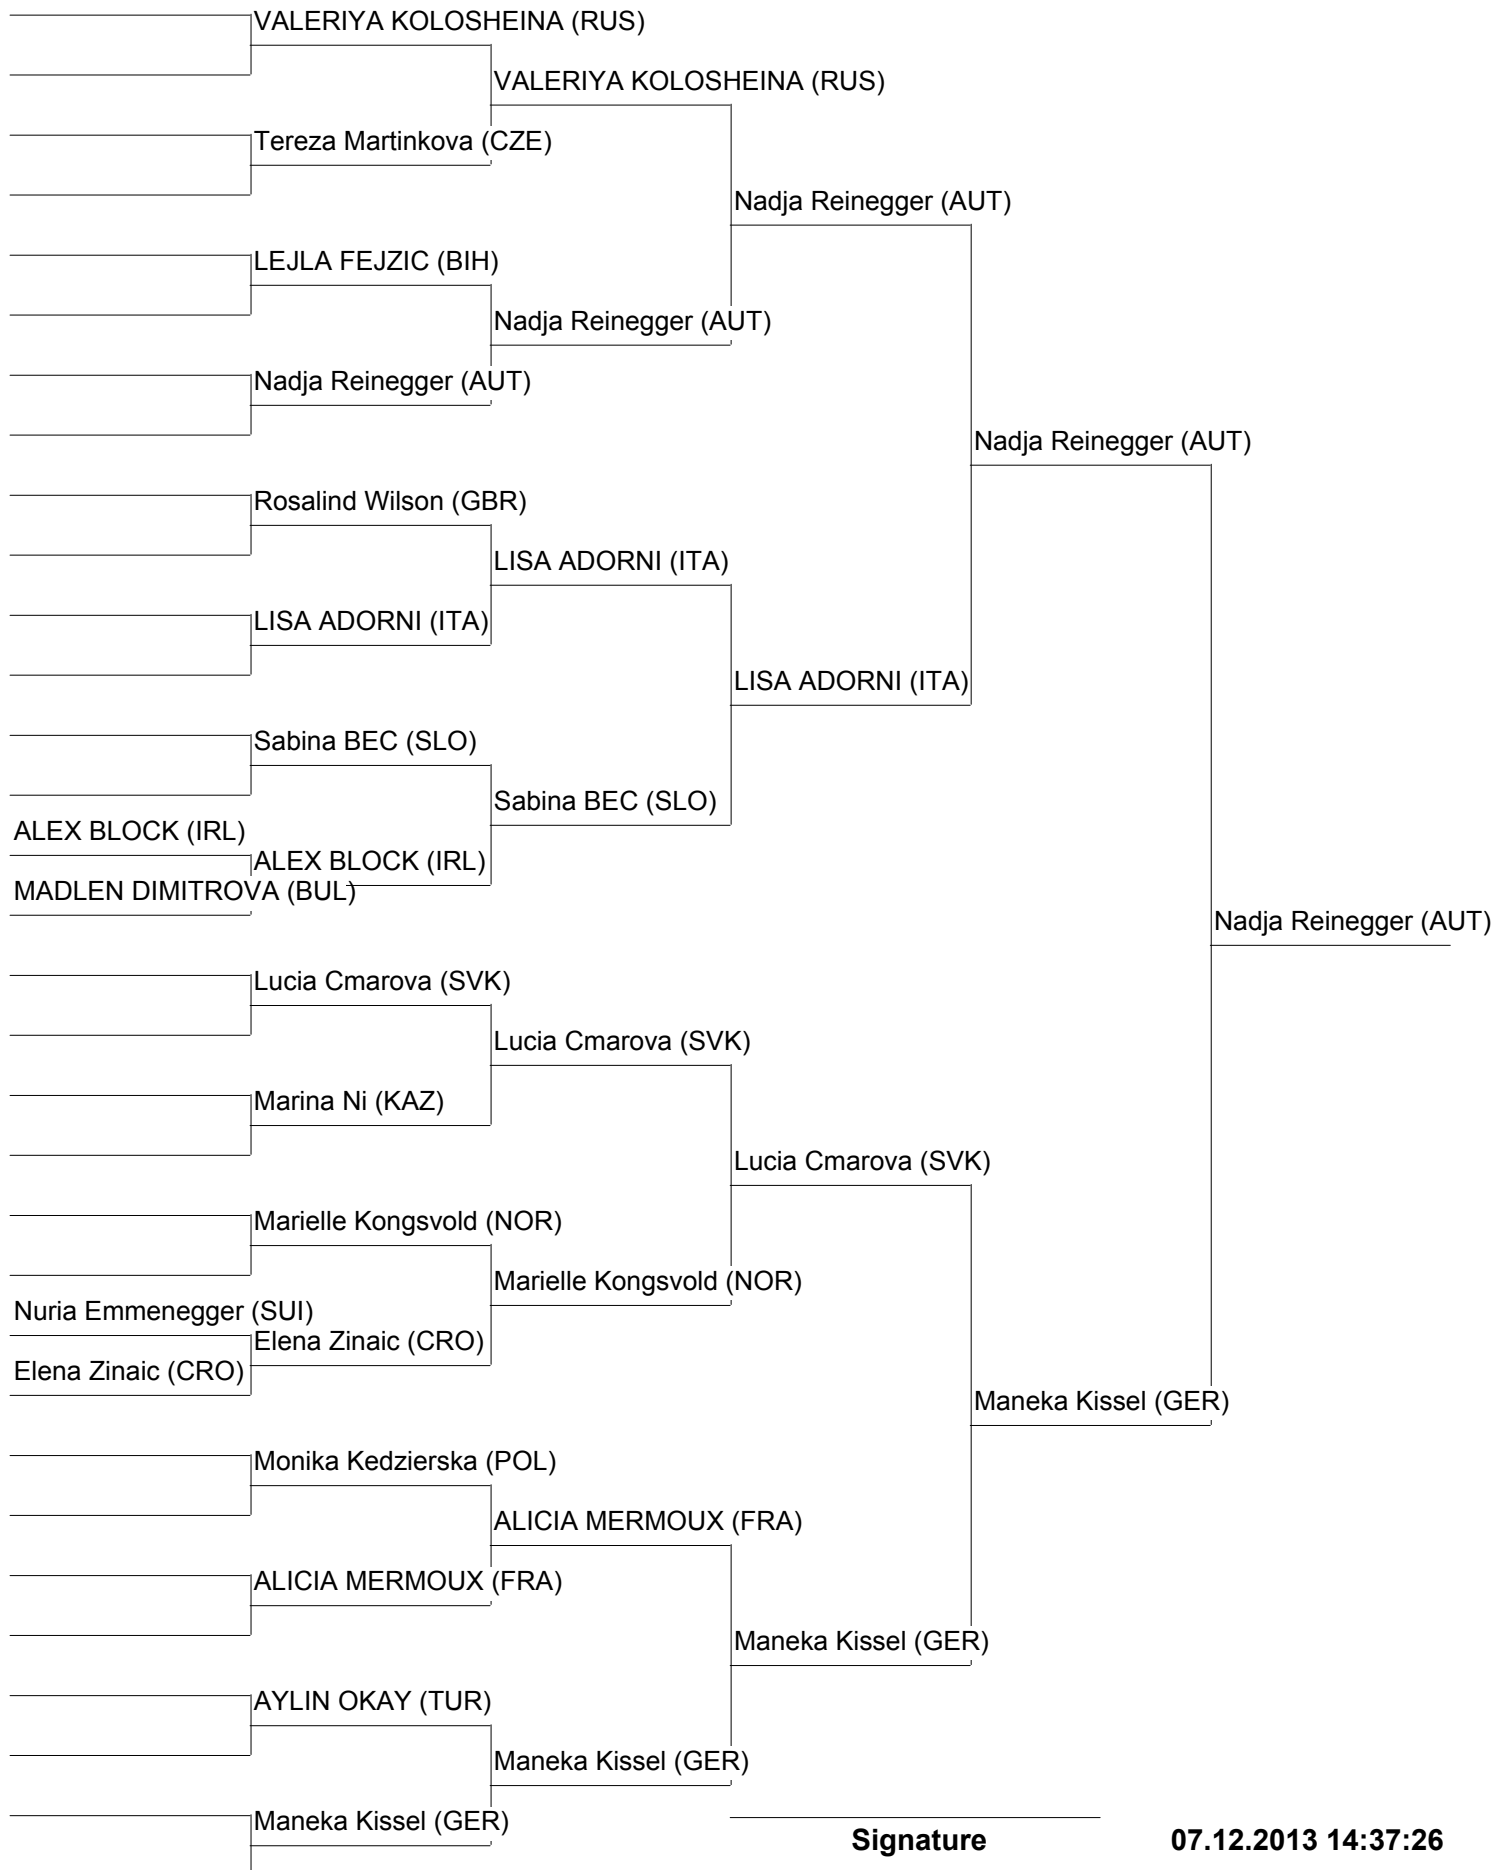 VALERIYA KOLOSHEINA (RUS)
VALERIYA KOLOSHEINA (RUS)
Tereza Martinkova (CZE)
Nadja Reinegger (AUT)
LEJLA FEJZIC (BIH)
Nadja Reinegger (AUT)
Nadja Reinegger (AUT)
Nadja Reinegger (AUT)
Rosalind Wilson (GBR)
LISA ADORNI (ITA)
LISA ADORNI (ITA)
LISA ADORNI (ITA)
Sabina BEC (SLO)
Sabina BEC (SLO)
ALEX BLOCK (IRL)
ALEX BLOCK (IRL)
MADLEN DIMITROVA (BUL)
Nadja Reinegger (AUT)
Lucia Cmarova (SVK)
Lucia Cmarova (SVK)
Marina Ni (KAZ)
Lucia Cmarova (SVK)
Marielle Kongsvold (NOR)
Marielle Kongsvold (NOR)
Nuria Emmenegger (SUI)
Elena Zinaic (CRO)
Elena Zinaic (CRO)
Maneka Kissel (GER)
Monika Kedzierska (POL)
ALICIA MERMOUX (FRA)
ALICIA MERMOUX (FRA)
Maneka Kissel (GER)
AYLIN OKAY (TUR)
Maneka Kissel (GER)
Maneka Kissel (GER)
Signature 07.12.2013 14:37:26